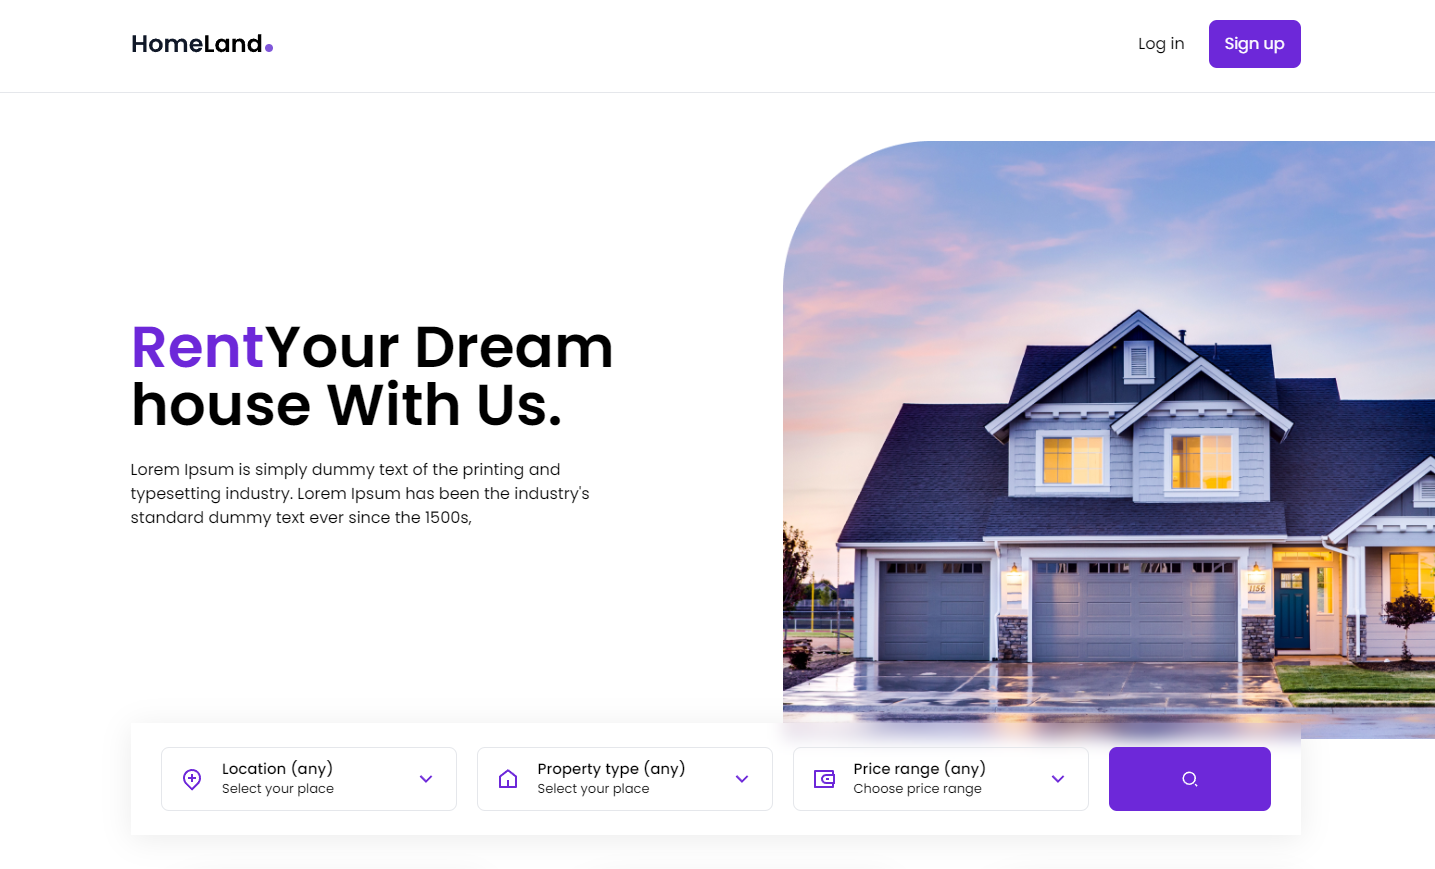 HomeLand.
Log in
Sign up
RentYour Dream
house With Us.
Lorem Ipsum is simply dummy text of the printing and
typesetting industry. Lorem Ipsum has been the industry's
standard dummy text ever since the 1500s,
1156
Location (any)
Select your place
Property type (any)
Select your place
Price range (any)
Choose price range